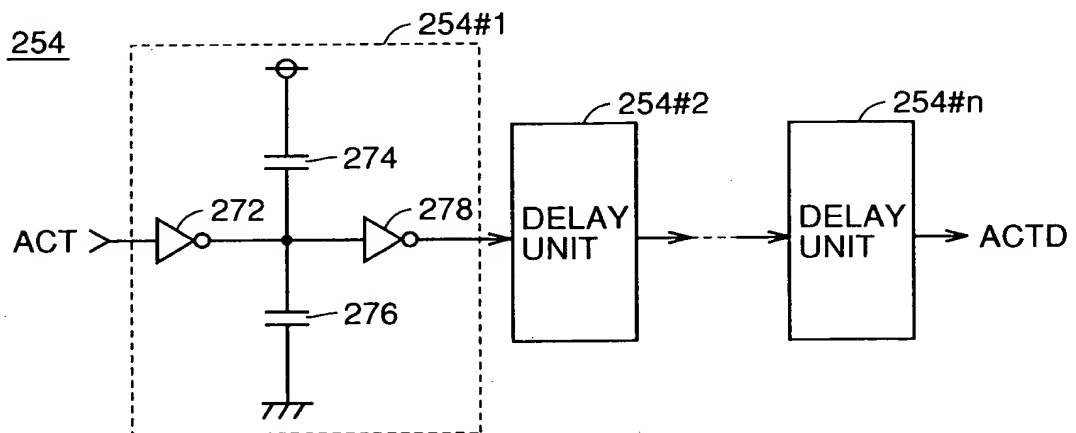 254
254#1
254#2
254#n
274
272
278
ACT
DELAY
UNIT
DELAY
UNIT
ACTD
276